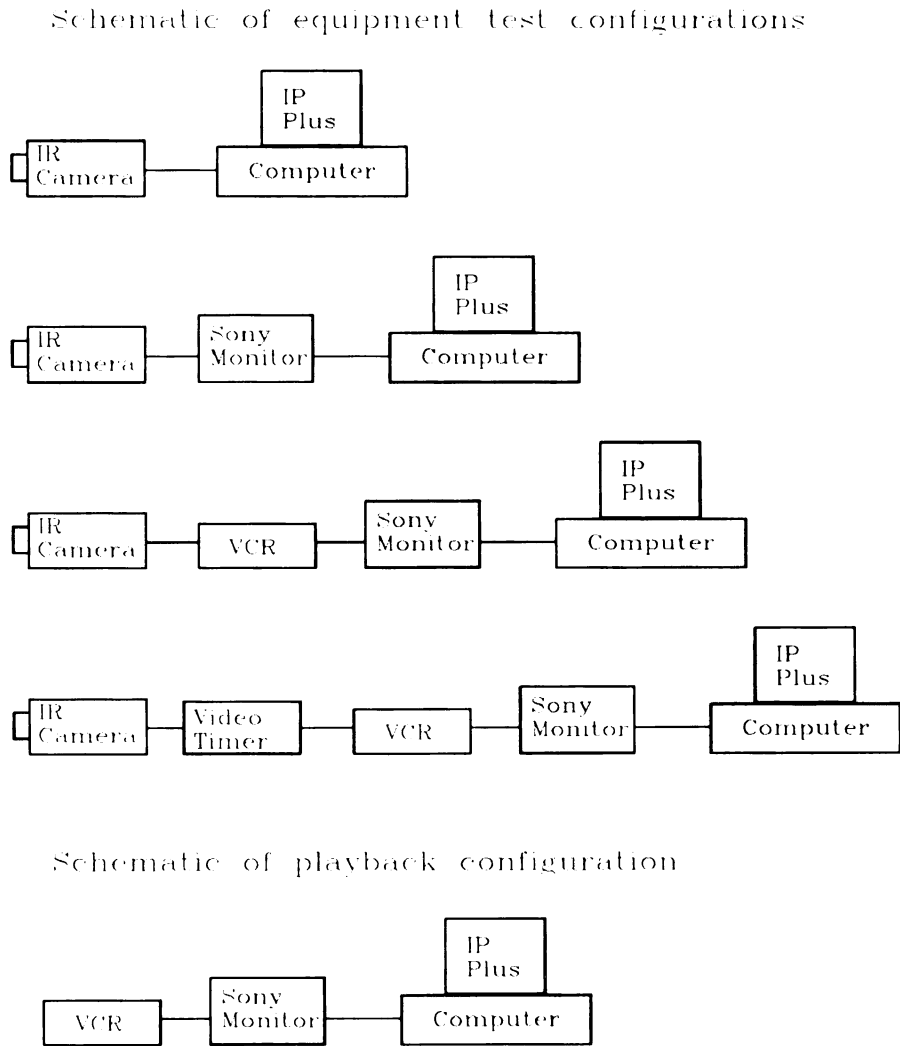 Schematic of equipment test configurations
IP
Plus
IR
Camera
Computer
IP
Plus
IR
Camera
Sony
Monitor
Computer
IP
Plus
IR
Camera
VCR
Sony
Monitor
Computer
IP
Plus
IR
Camera
Video
Timer
VCR
Sony
Monitor
Computer
Schematic of playback configuration
IP
Plus
VCR
Sony
Monitor
Computer